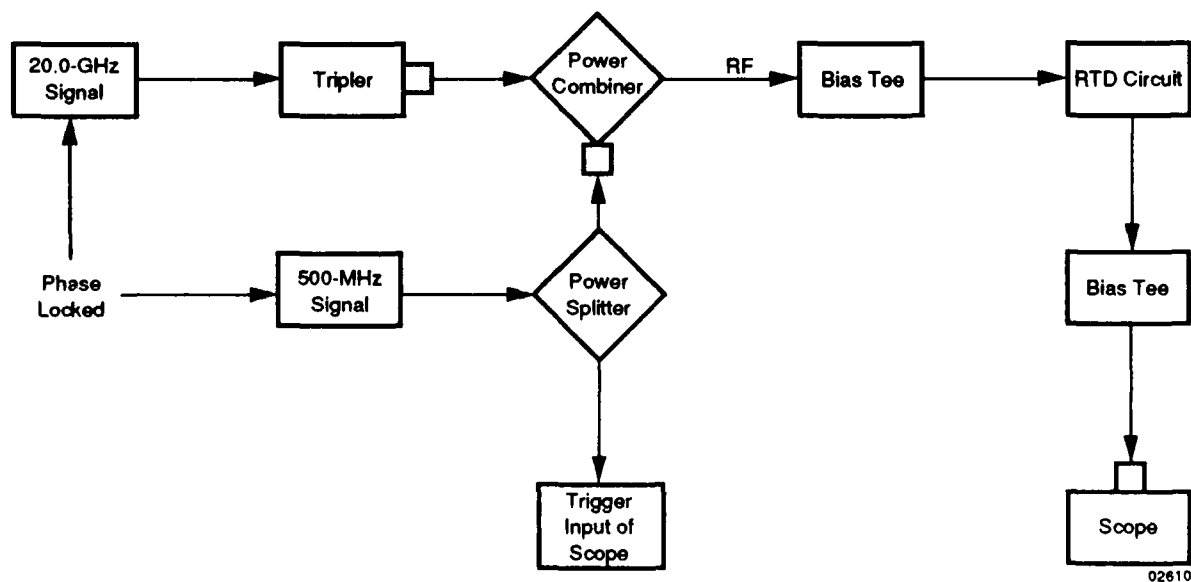 20.0-GHz
Signal
Tripler
Power
Combiner
RF
Bias Tee
RTD Circuit
Phase
Locked
500-MHz
Signal
Power
Splitter
Bias Tee
Trigger
Input of
Scope
Scope
02610